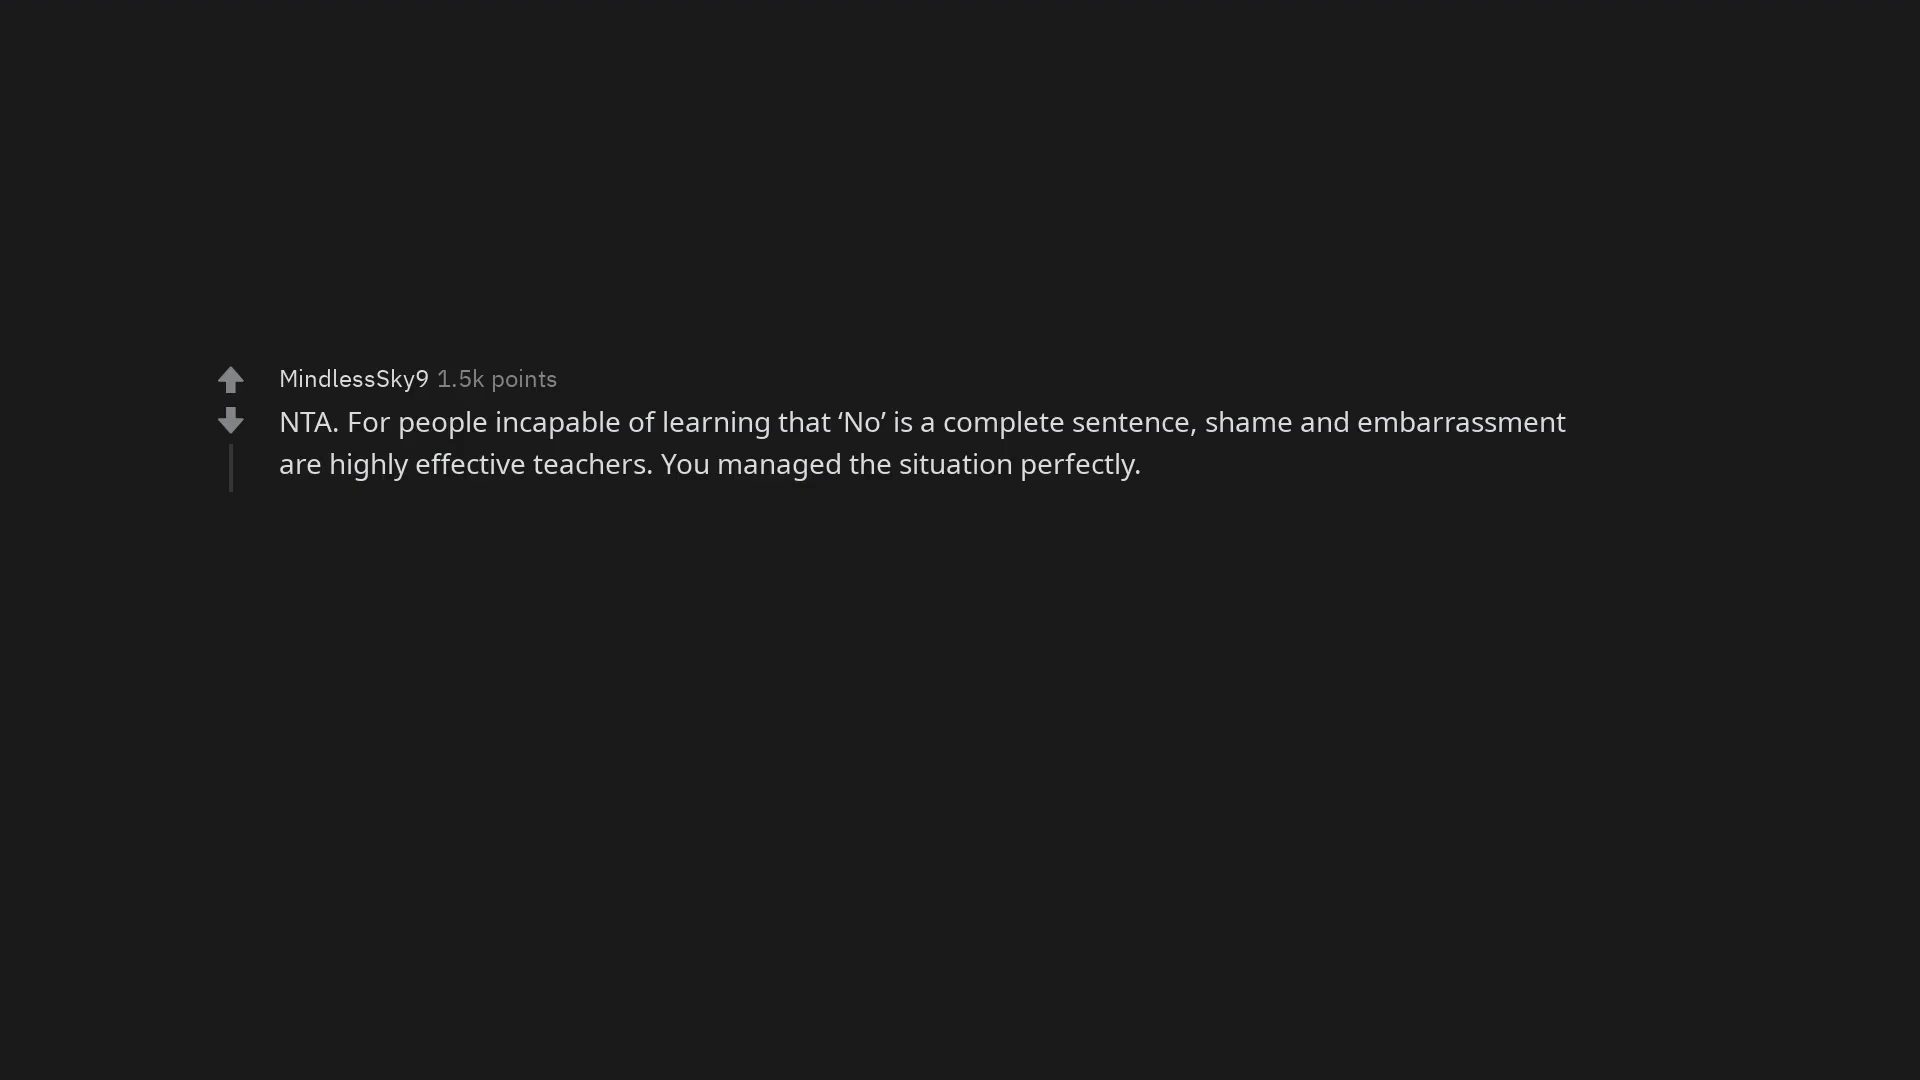 MindlessSky9 1.5k points
NTA. For people incapable of learning that ‘No’ is a complete sentence, shame and embarrassment
are highly effective teachers. You managed the situation perfectly.